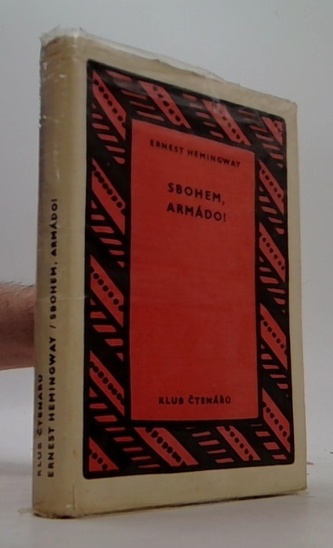 ERNEST HEMINGWAY
SBOHEM,
ARMÁDO!
KLUB ČTENÁŘŮ
KLUB ČTENÁŘŮ
ERNEST HEMINGWAY / SBOHEM, ARMÁDO!